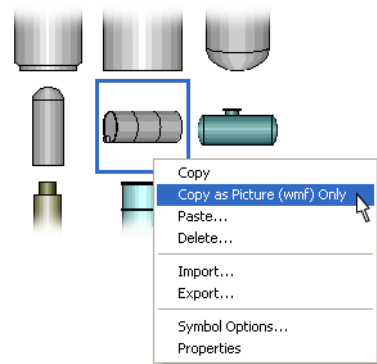 Copy
Copy as Picture (wmf) Only
Paste...
Delete...
Import...
Export...
Symbol Options...
Properties